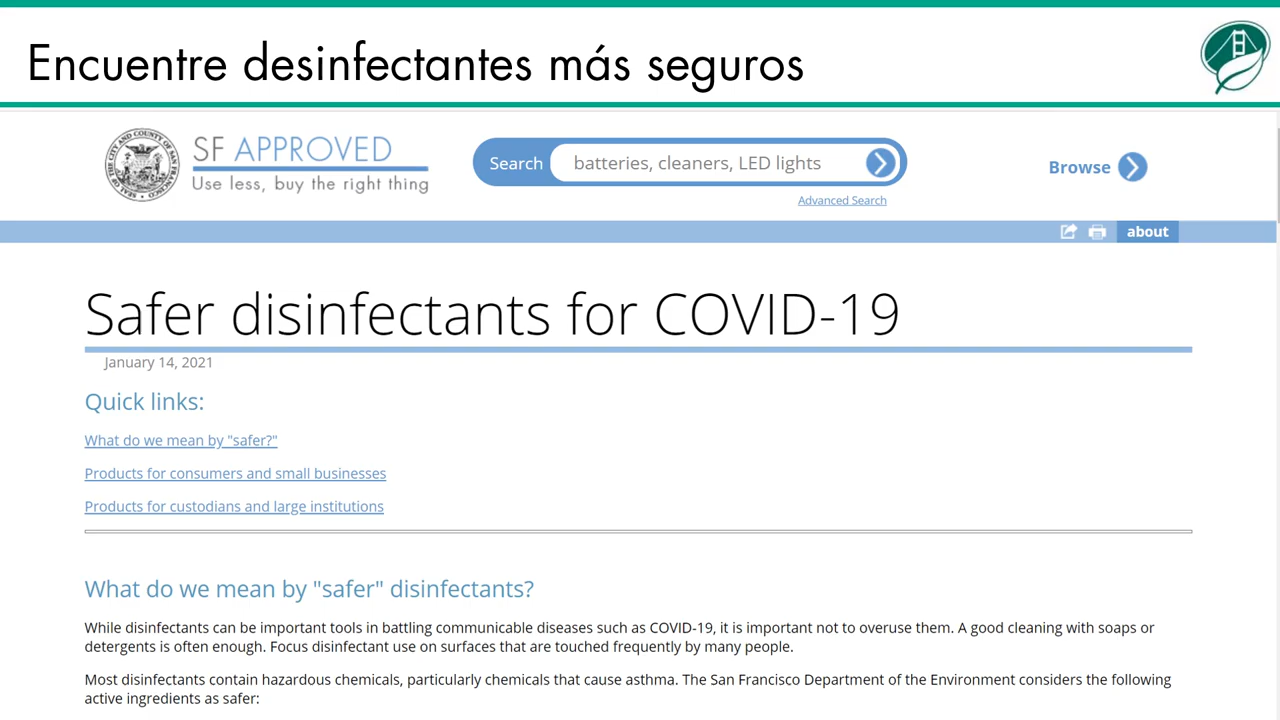 Encuentre desinfectantes más seguros
SF APPROVED
Use less, buy the right thing
Search
batteries, cleaners, LED lights
Advanced Search
Browse
about
Safer disinfectants for COVID-19
January 14, 2021
Quick links:
What do we mean by "safer?"
Products for consumers and small businesses
Products for custodians and large institutions
What do we mean by "safer" disinfectants?
While disinfectants can be important tools in battling communicable diseases such as COVID-19, it is important not to overuse them. A good cleaning with soaps or
detergents is often enough. Focus disinfectant use on surfaces that are touched frequently by many people.
Most disinfectants contain hazardous chemicals, particularly chemicals that cause asthma. The San Francisco Department of the Environment considers the following
active ingredients as safer: